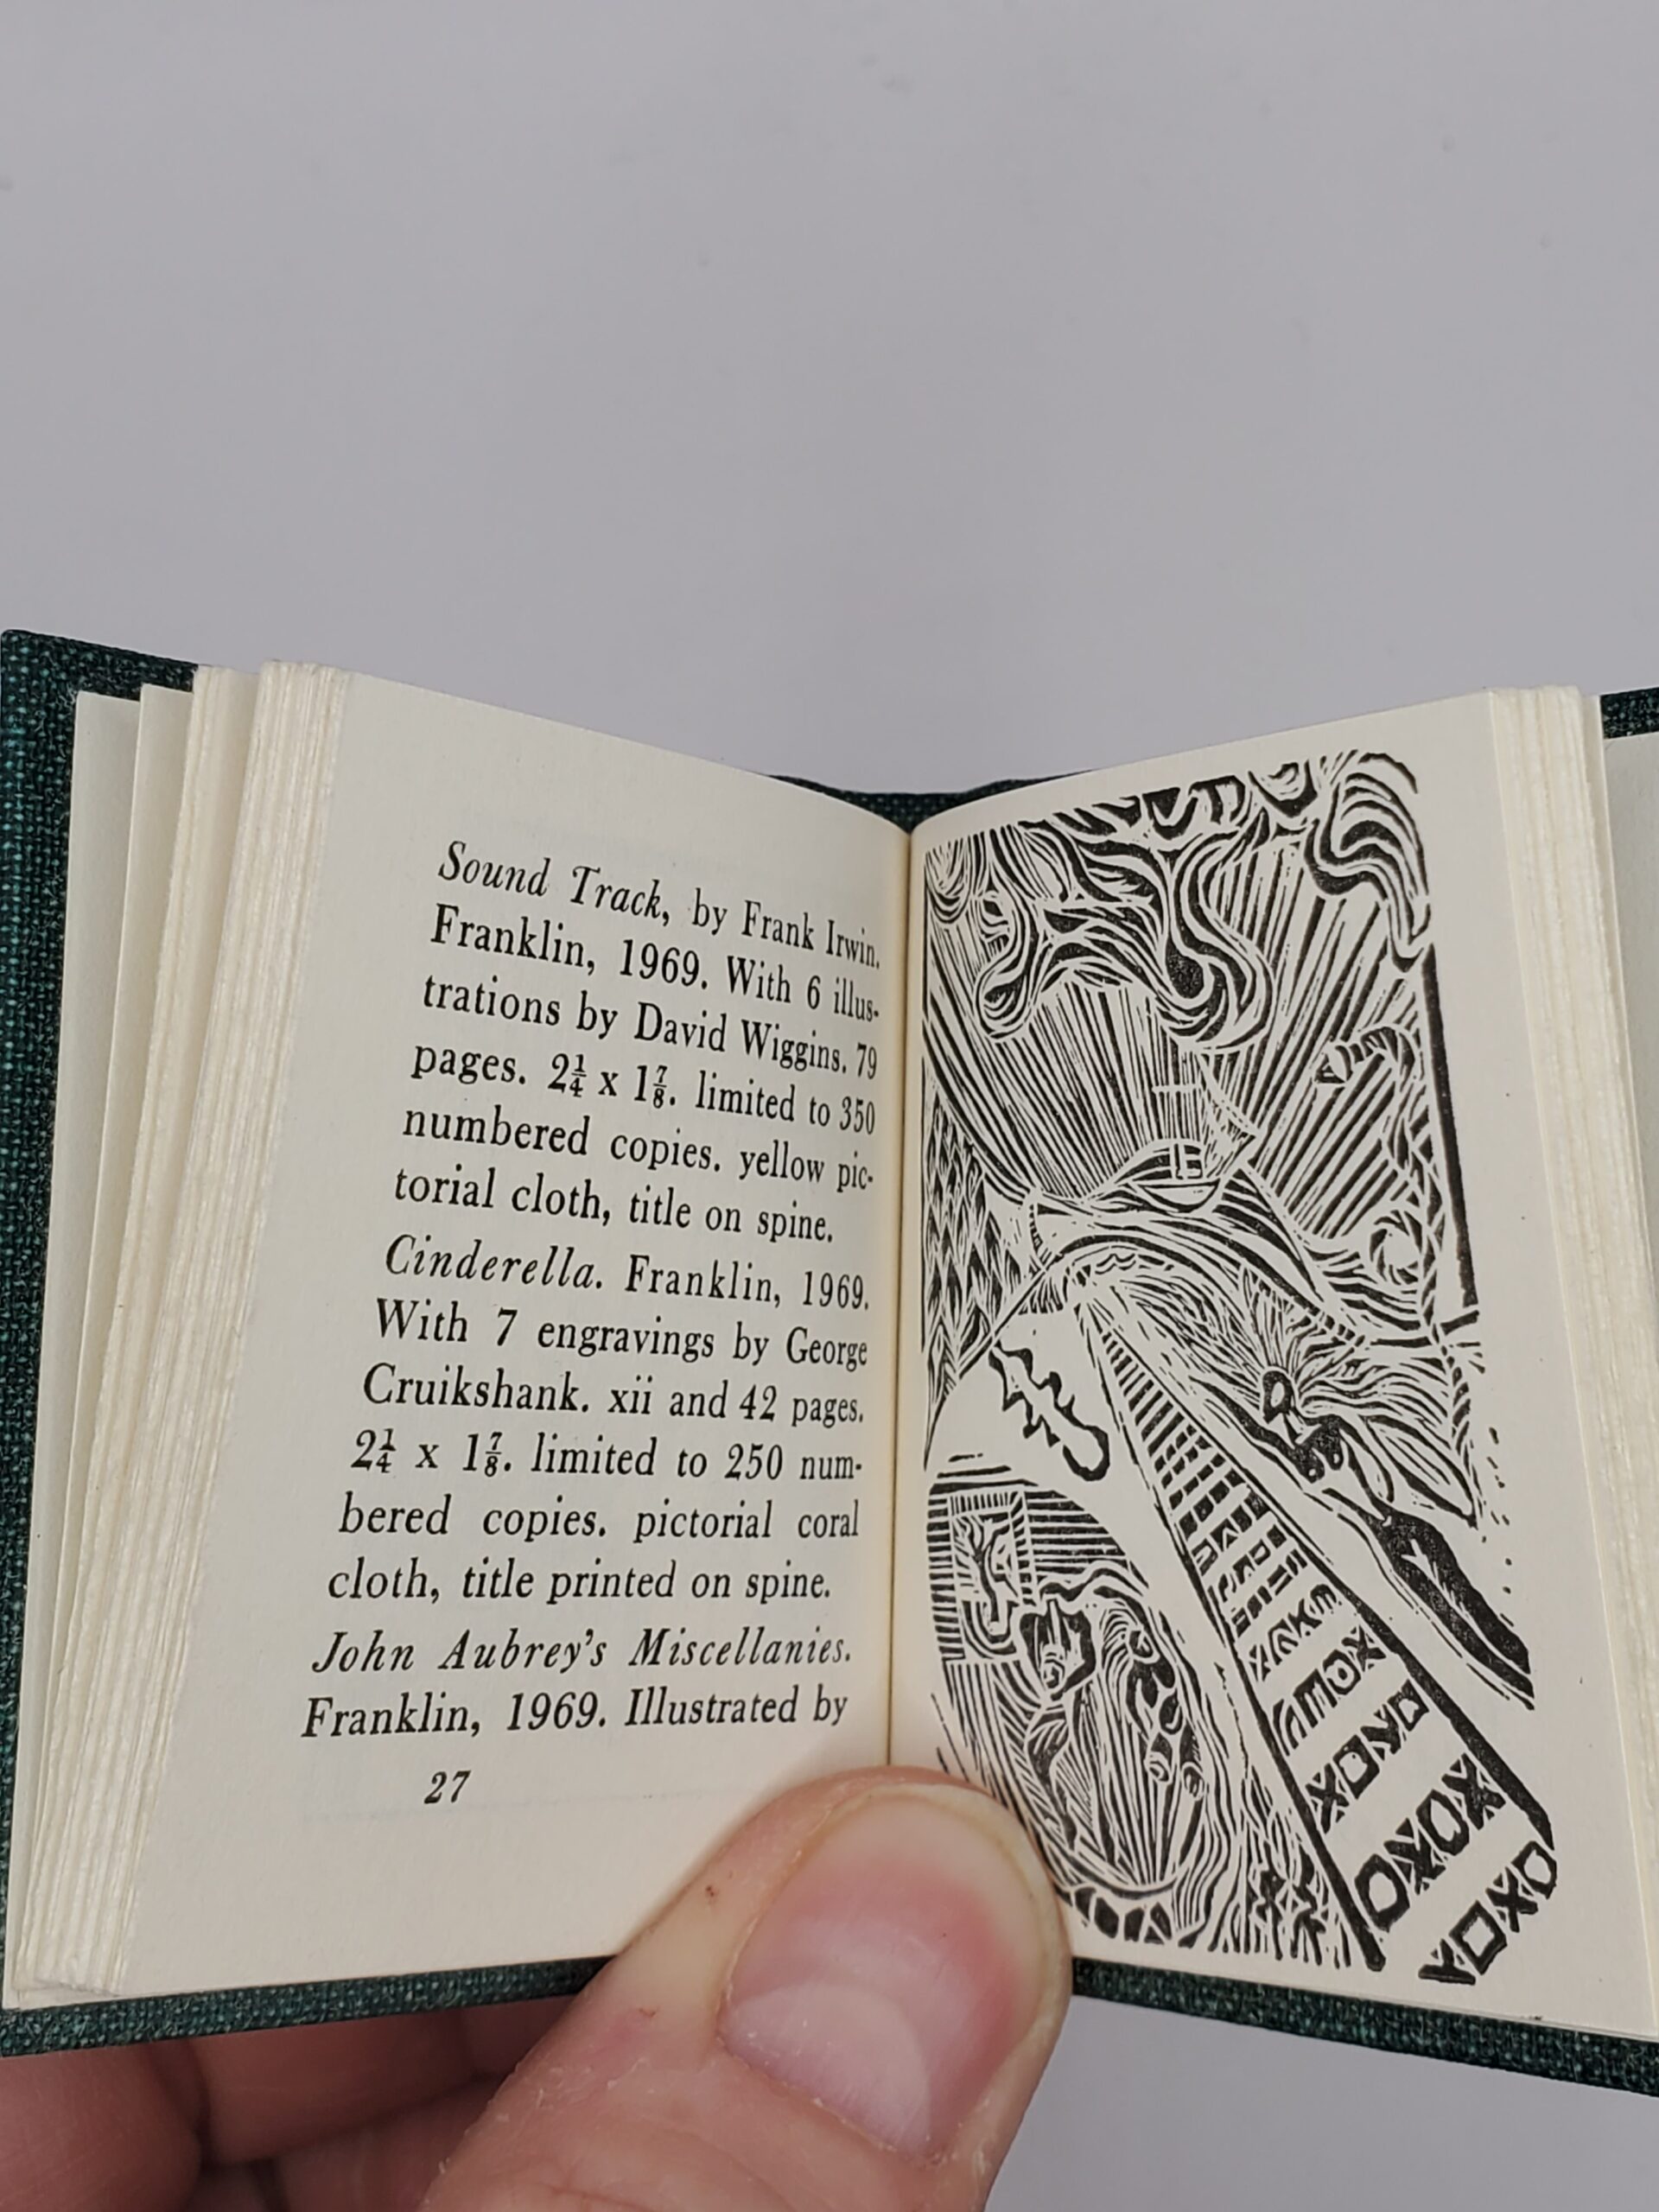 Sound Track, by Frank Irwin.
Franklin, 1969. With 6 illus-
trations by David Wiggins. 79
pages. 2¼ x 1⅞. limited to 350
numbered copies. yellow pic-
torial cloth, title on spine.
Cinderella. Franklin, 1969.
With 7 engravings by George
Cruikshank. xii and 42 pages.
2¼ x 1⅞. limited to 250 num-
bered copies. pictorial coral
cloth, title printed on spine.
John Aubrey's Miscellanies.
Franklin, 1969. Illustrated by
27